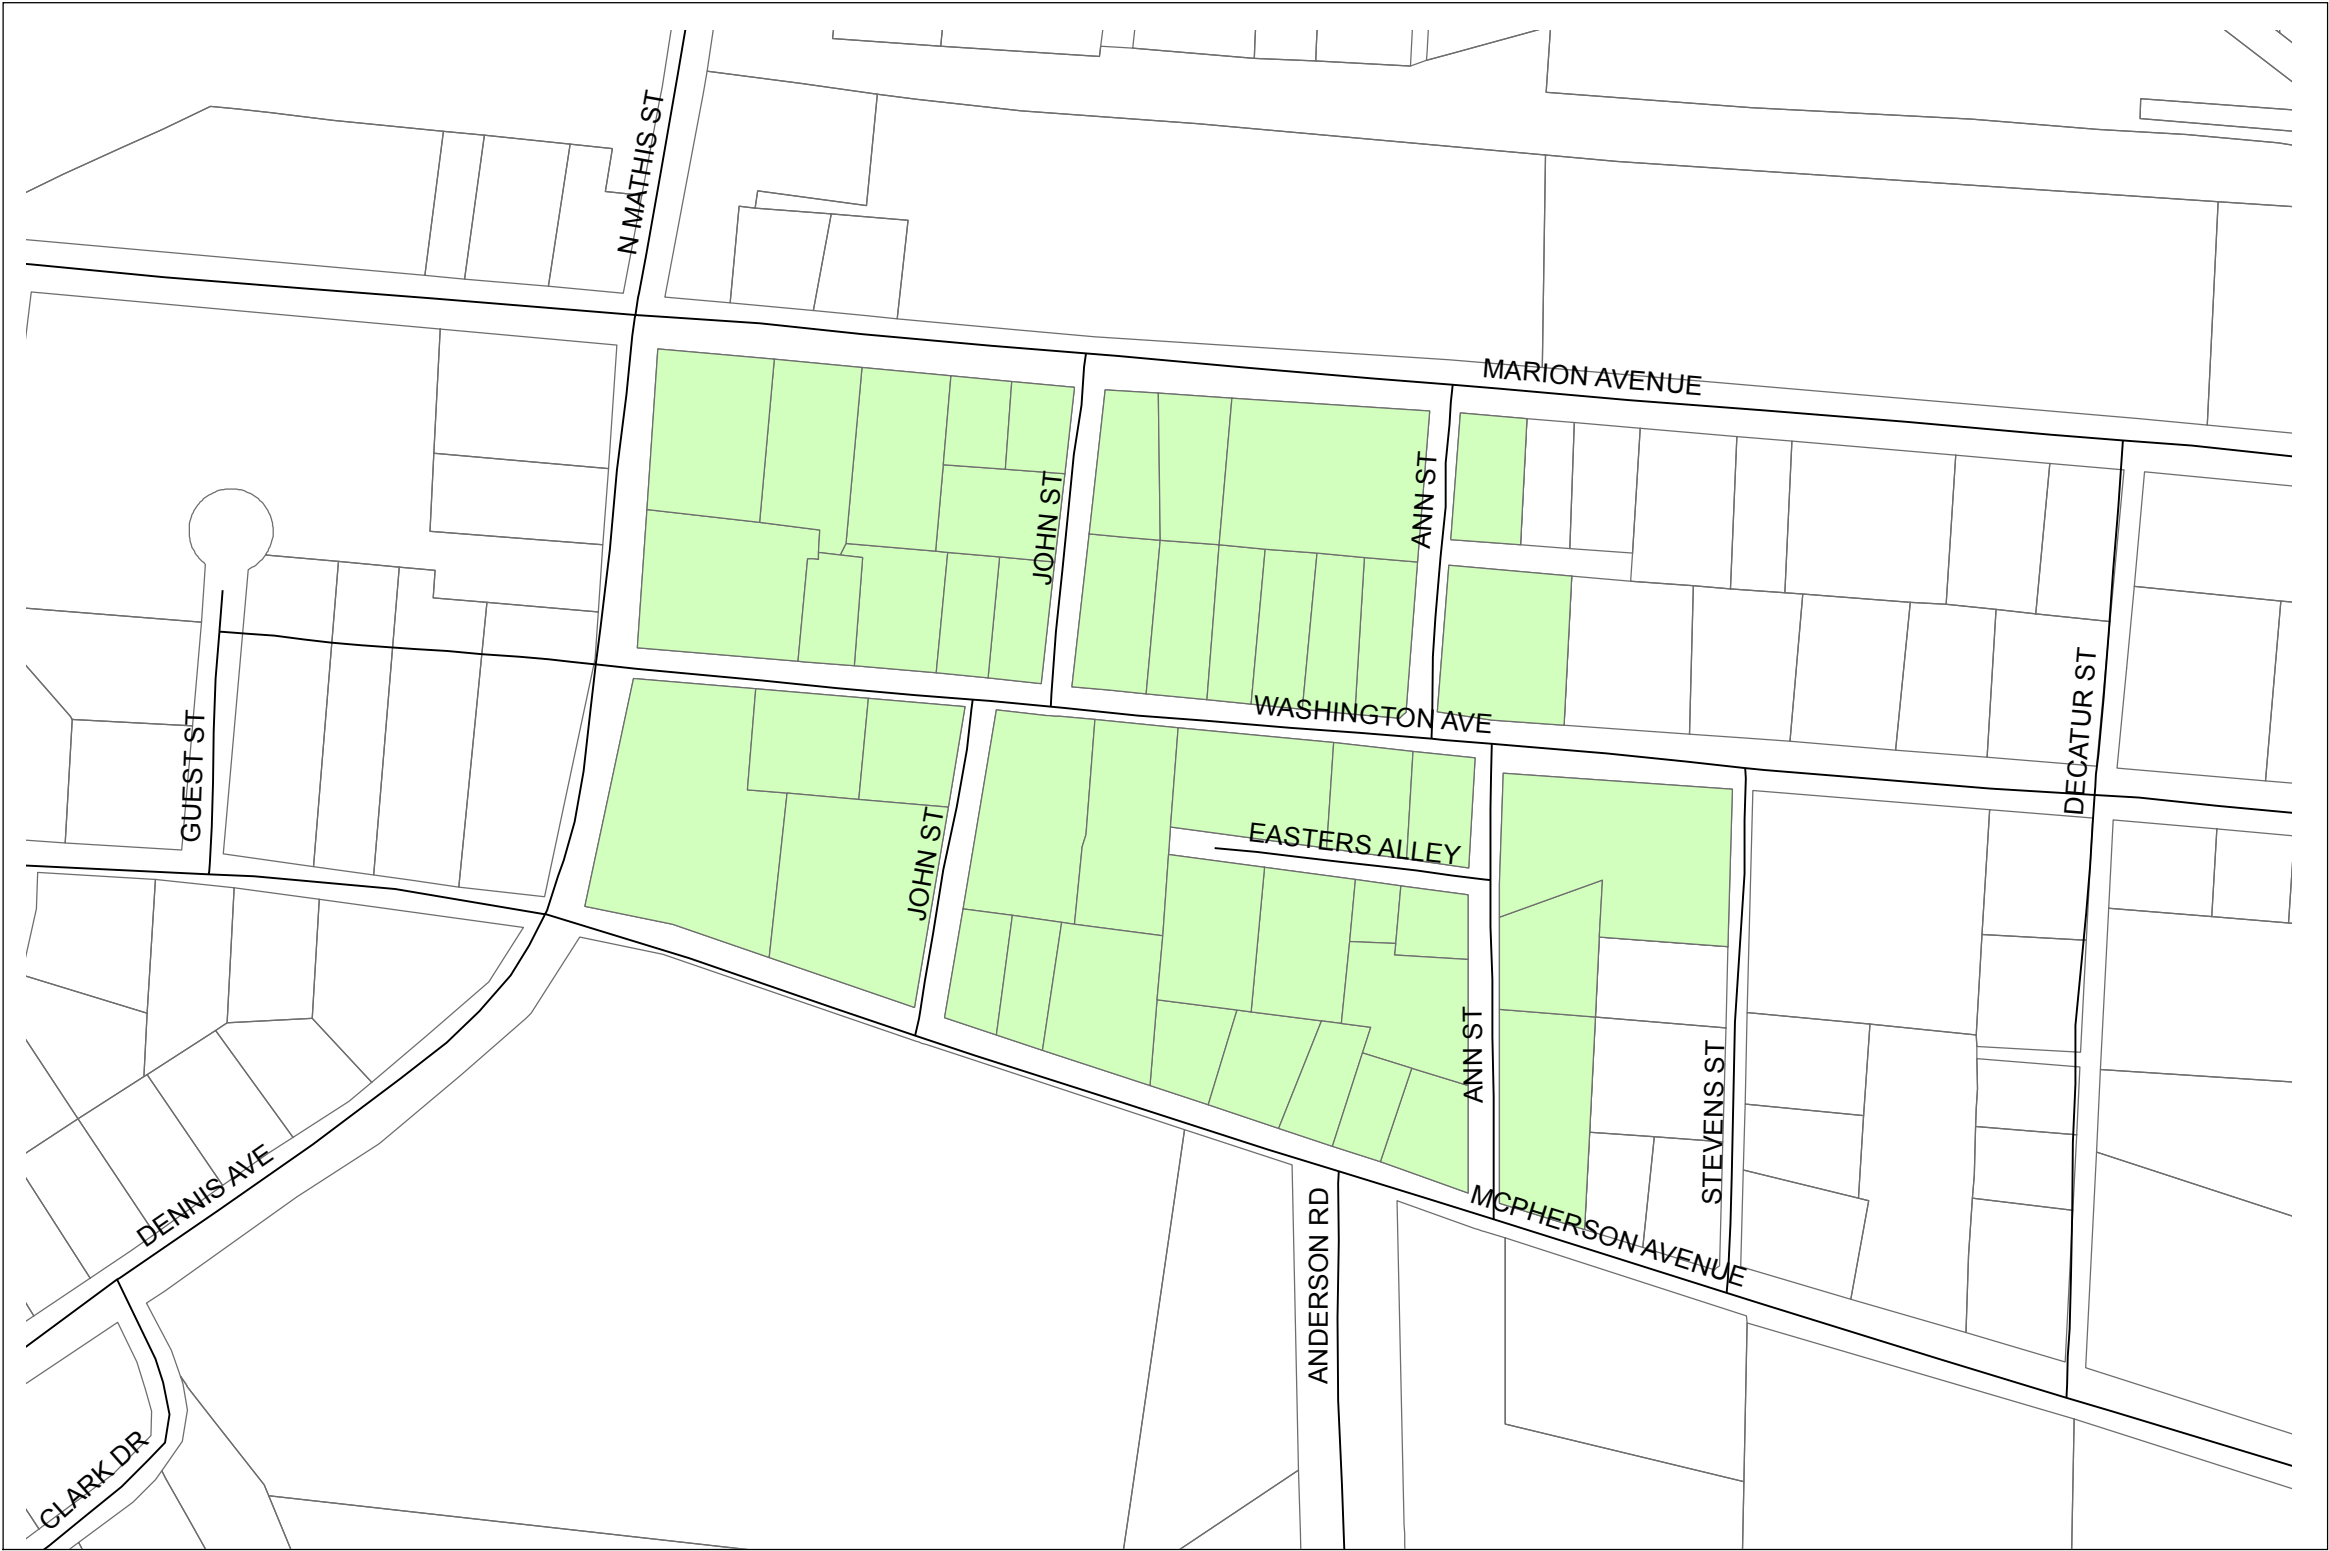 N MATHIS ST
MARION AVENUE
JOHN ST
ANN ST
WASHINGTON AVE
DECATUR ST
GUEST ST
JOHN ST
EASTERS ALLEY
ANN ST
STEVENS ST
DENNIS AVE
ANDERSON RD
MCPHERSON AVENUE
CLARK DR